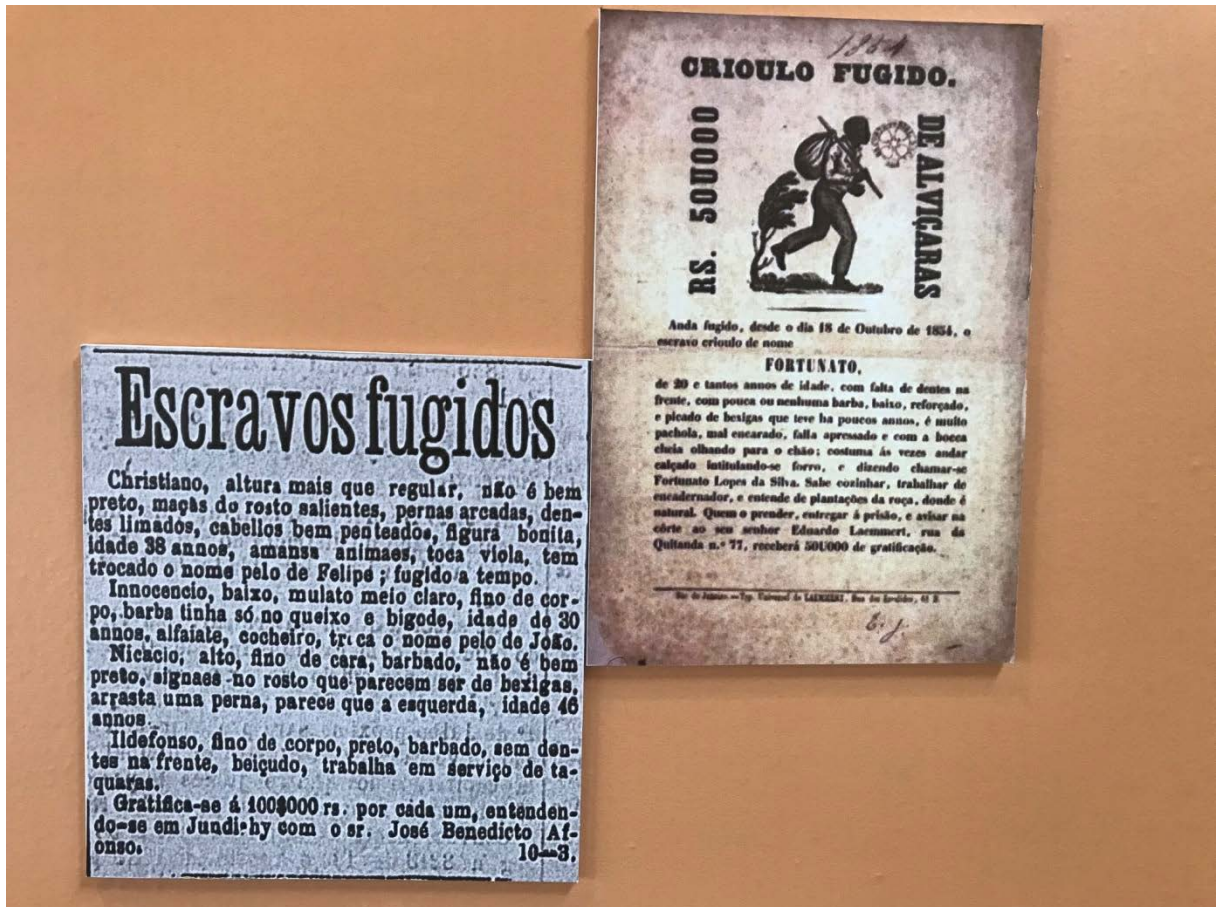 Escravos fugidos
Christiano, altura mais que regular, não é bem
preto, maçãs do rosto salientes, pernas arcadas, den-
tes limados, cabellos bem penteados, figura bonita,
idade 38 annos, amansa animaes, toca viola, tem
trocado o nome pelo de Felipe; fugido a tempo.
Innocencio, baixo, mulato meio claro, fino de cor-
po, barba tinha só no queixo e bigode, idade de 30
annos, alfaiate, cocheiro, troca o nome pelo de João.
Nicacio, alto, fino de cara, barbado, não é bem
preto, signaes no rosto que parecem ser de bexigas,
arrasta uma perna, parece que a esquerda, idade 46
annos.
Ildefonso, fino de corpo, preto, barbado, sem den-
tes na frente, beiçudo, trabalha em serviço de ta-
quaras.
Gratifica-se á 100$000 rs. por cada um, entenden-
do-se em Jundiahy com o sr. José Benedicto Af-
onso. 10—3.
1854
CRIOULO FUGIDO.
RS. 50U000
DE ALVIÇARAS
Anda fugido, desde o dia 18 de Outubro de 1854, o
escravo crioulo de nome
FORTUNATO,
de 20 e tantos annos de idade, com falta de dentes na
frente, com pouca ou nenhuma barba, baixo, reforçado,
e picado de bexigas que teve ha poucos annos, é muito
pachola, mal encarado, falla apressado e com a bocca
cheia olhando para o chão; costuma ás vezes andar
calçado intitulando-se forro, e dizendo chamar-se
Fortunato Lopes da Silva. Sabe cozinhar, trabalhar de
encadernador, e entende de plantações da roça, donde é
natural. Quem o prender, entregar á prisão, e avisar na
côrte ao seu senhor Eduardo Laemmert, rua da
Quitanda n.º 77, receberá 50U000 de gratificação.
Rio de Janeiro.—Typ. Universal de LAEMMERT, Rua dos Invalidos, 61 B
E. J.